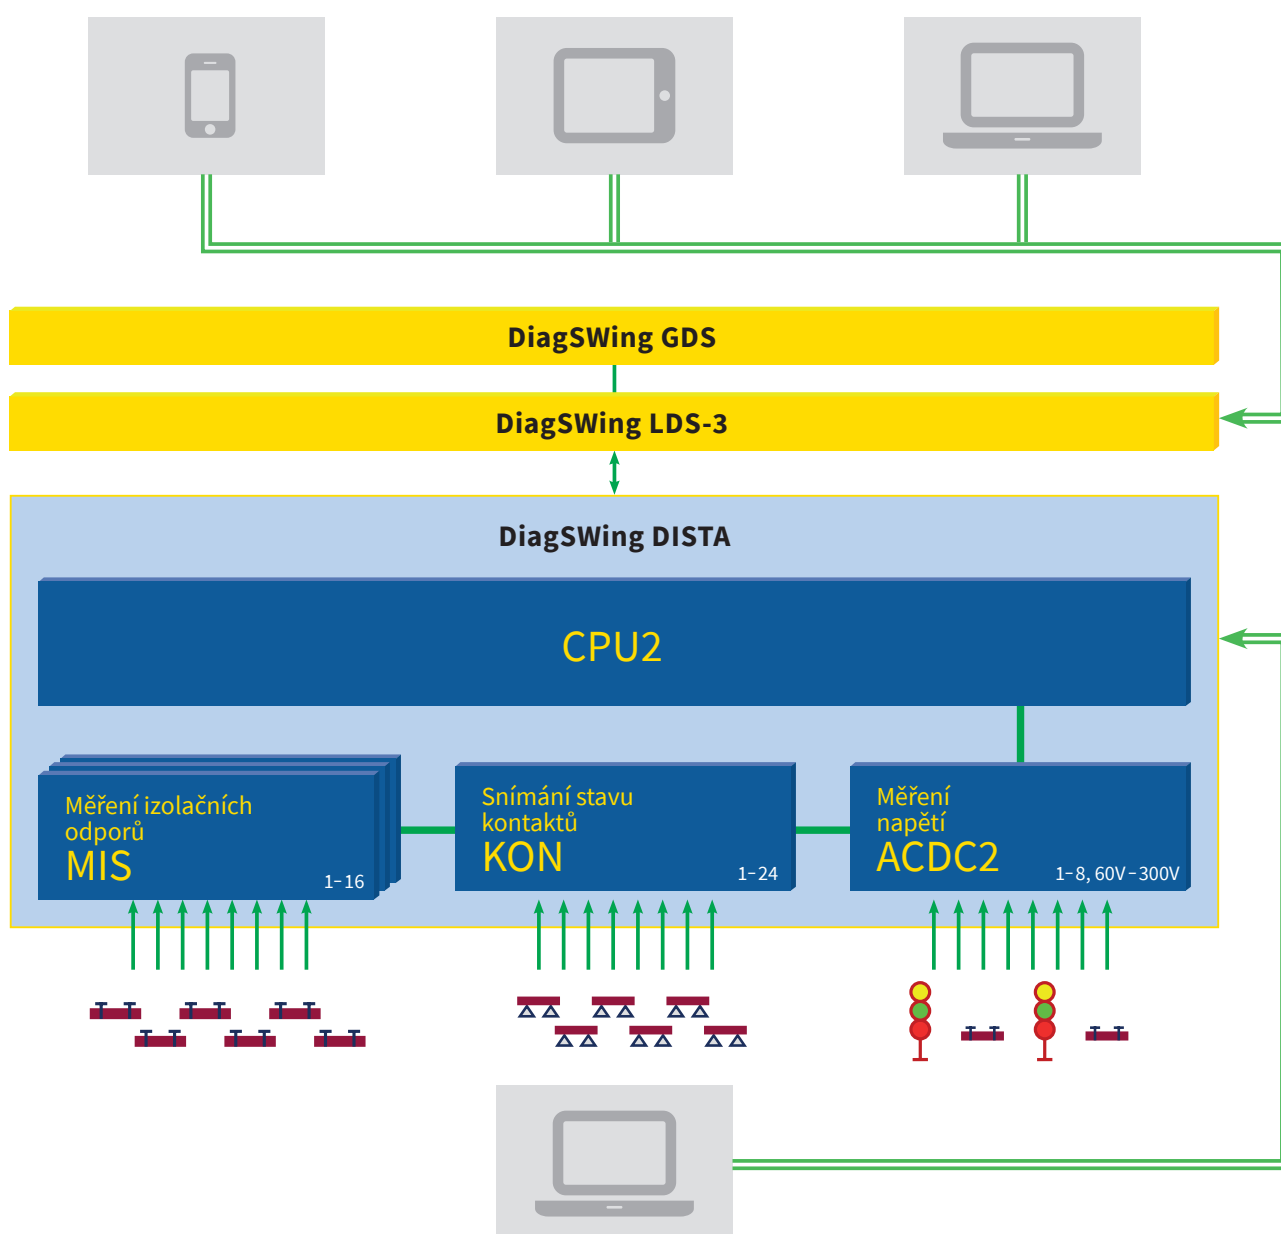 DiagSWing GDS
DiagSWing LDS-3
DiagSWing DISTA
CPU2
Měření izolačních
odporů
MIS
1–16
Snímání stavu
kontaktů
KON
1–24
Měření
napětí
ACDC2
1–8, 60V–300V